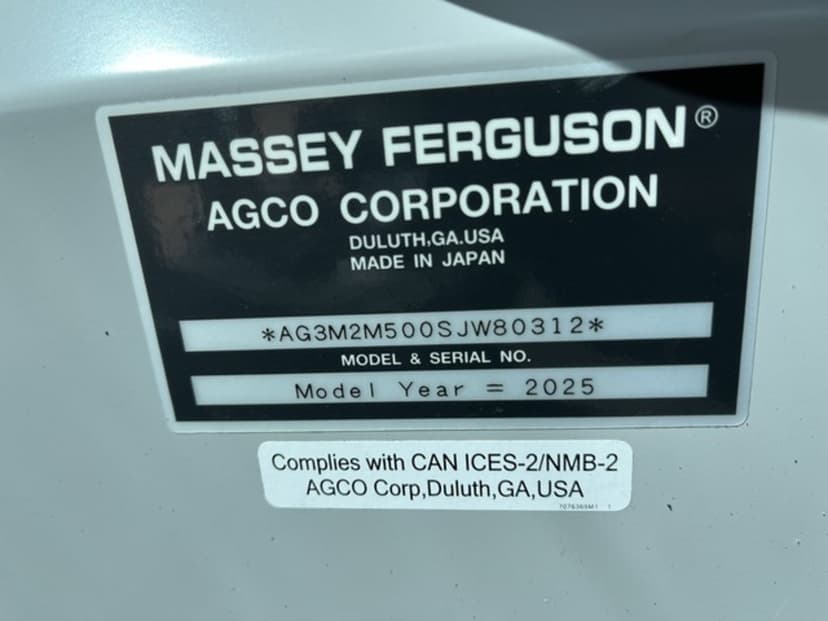 MASSEY FERGUSON®
AGCO CORPORATION
DULUTH,GA.USA
MADE IN JAPAN
*AG3M2M500SJW80312*
MODEL & SERIAL NO.
Model Year = 2025
Complies with CAN ICES-2/NMB-2
AGCO Corp,Duluth,GA,USA